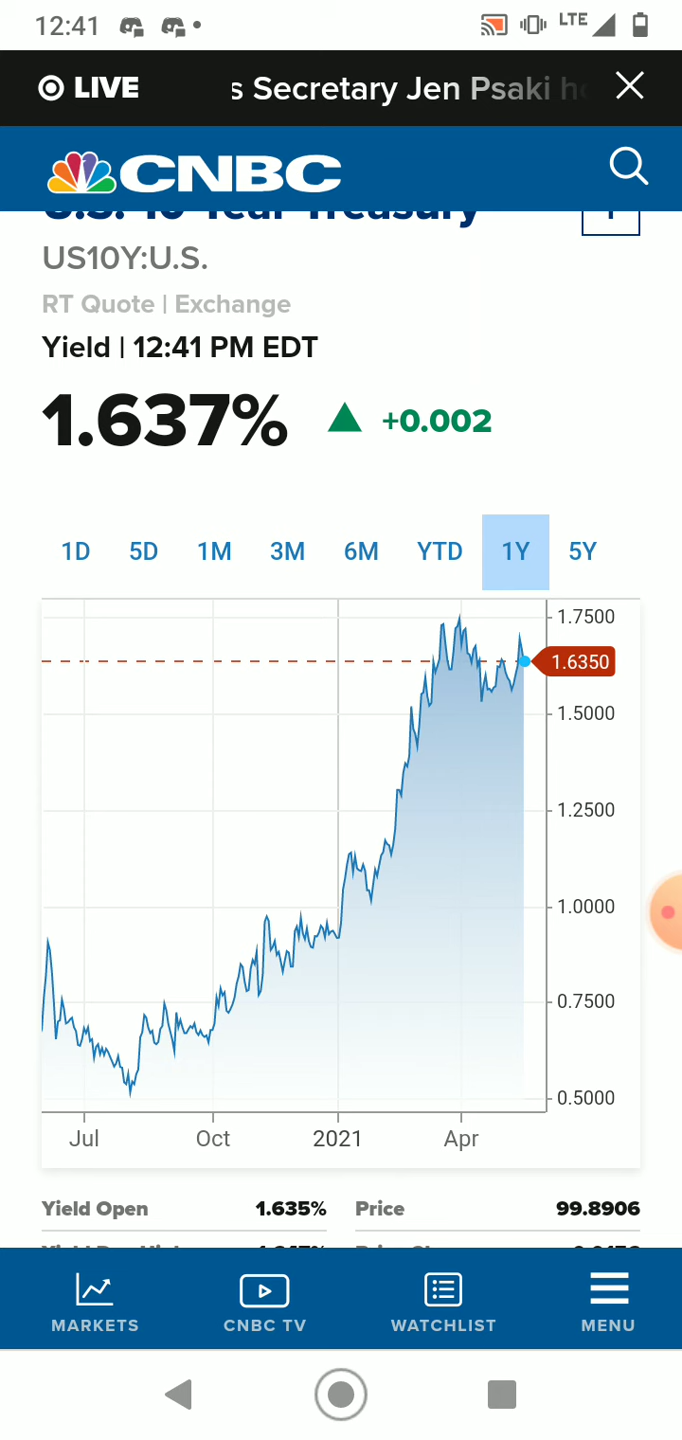 12:41
LTE
LIVE
s Secretary Jen Psaki
CNBC
U.S. 10 Year Treasury
US10Y:U.S.
RT Quote | Exchange
Yield | 12:41 PM EDT
1.637% ▲ +0.002
1D 5D 1M 3M 6M YTD 1Y 5Y
1.7500
1.6350
1.5000
1.2500
1.0000
0.7500
0.5000
Jul Oct 2021 Apr
Yield Open 1.635% Price 99.8906
MARKETS CNBC TV WATCHLIST MENU